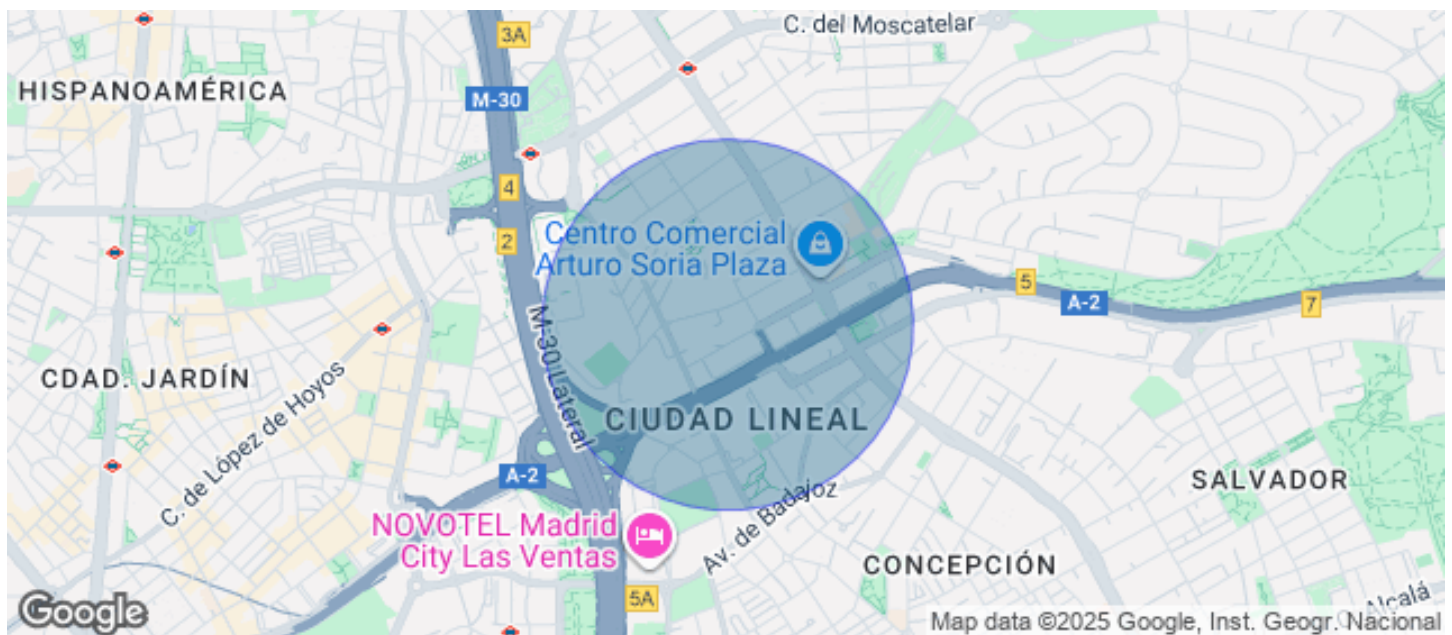 C. del Moscatelar
3A
HISPANOAMÉRICA
M-30
4
2
Centro Comercial
Arturo Soria Plaza
5
A-2
7
M-30 Lateral
CDAD. JARDÍN
C. de López de Hoyos
CIUDAD LINEAL
A-2
SALVADOR
Av. de Badajoz
NOVOTEL Madrid
City Las Ventas
CONCEPCIÓN
5A
Alcalá
Google
Map data ©2025 Google, Inst. Geogr. Nacional